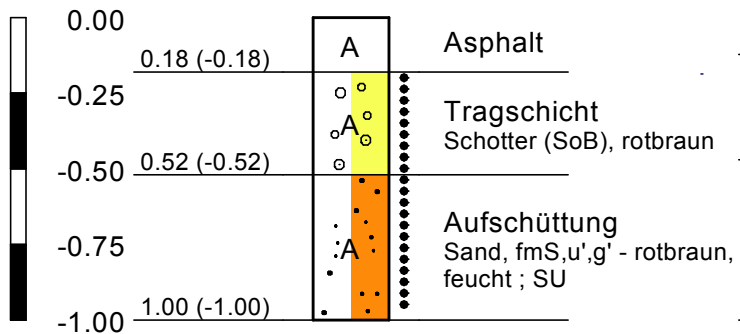 0.00
A
Asphalt
0.18 (-0.18)
-0.25
Tragschicht
A
Schotter (SoB), rotbraun
0.52 (-0.52)
-0.50
Aufschüttung
-0.75
A
Sand, fmS,u',g' - rotbraun,
feucht ; SU
1.00 (-1.00)
-1.00